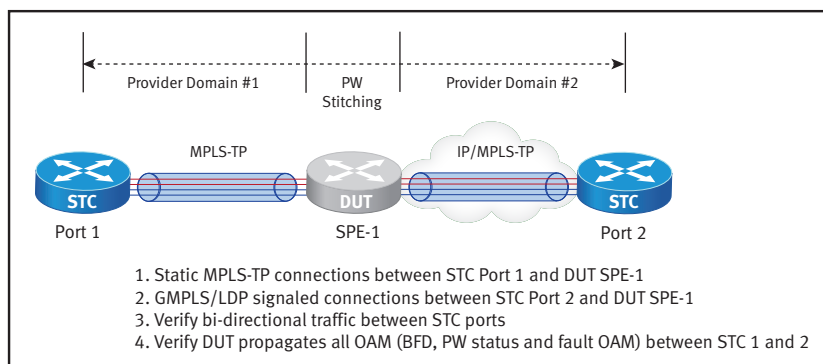 Provider Domain #1
PW
Stitching
Provider Domain #2
MPLS-TP
IP/MPLS-TP
STC
DUT
STC
Port 1
SPE-1
Port 2
1. Static MPLS-TP connections between STC Port 1 and DUT SPE-1
2. GMPLS/LDP signaled connections between STC Port 2 and DUT SPE-1
3. Verify bi-directional traffic between STC ports
4. Verify DUT propagates all OAM (BFD, PW status and fault OAM) between STC 1 and 2